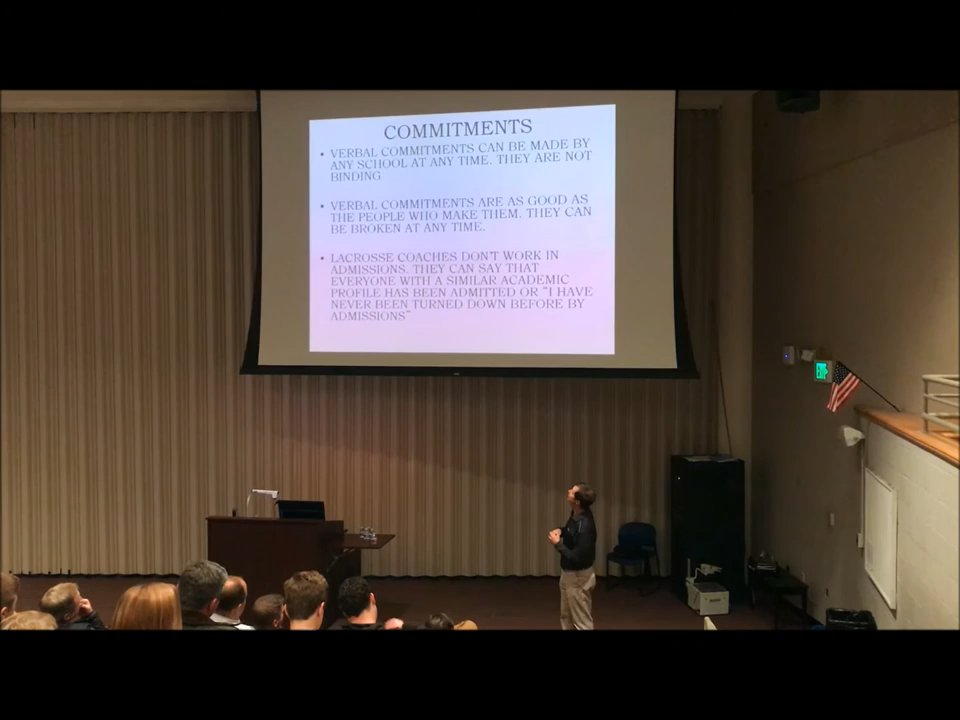 COMMITMENTS
• VERBAL COMMITMENTS CAN BE MADE BY
ANY SCHOOL AT ANY TIME. THEY ARE NOT
BINDING
• VERBAL COMMITMENTS ARE AS GOOD AS
THE PEOPLE WHO MAKE THEM. THEY CAN
BE BROKEN AT ANY TIME.
• LACROSSE COACHES DON'T WORK IN
ADMISSIONS. THEY CAN SAY THAT
EVERYONE WITH A SIMILAR ACADEMIC
PROFILE HAS BEEN ADMITTED OR "I HAVE
NEVER BEEN TURNED DOWN BEFORE BY
ADMISSIONS"